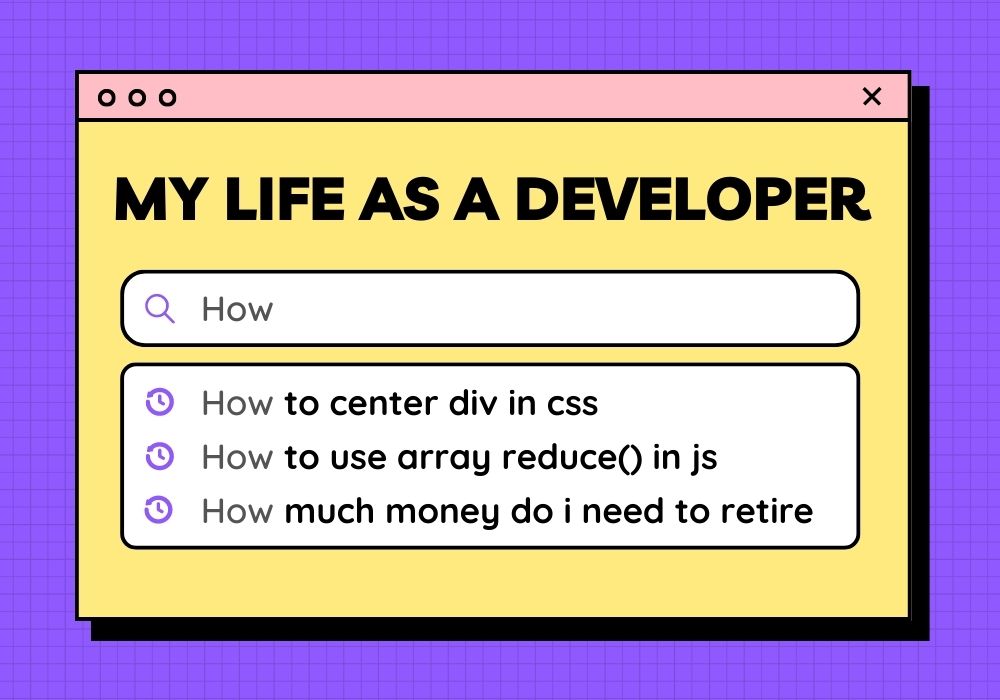 MY LIFE AS A DEVELOPER
How
How to center div in css
How to use array reduce() in js
How much money do i need to retire